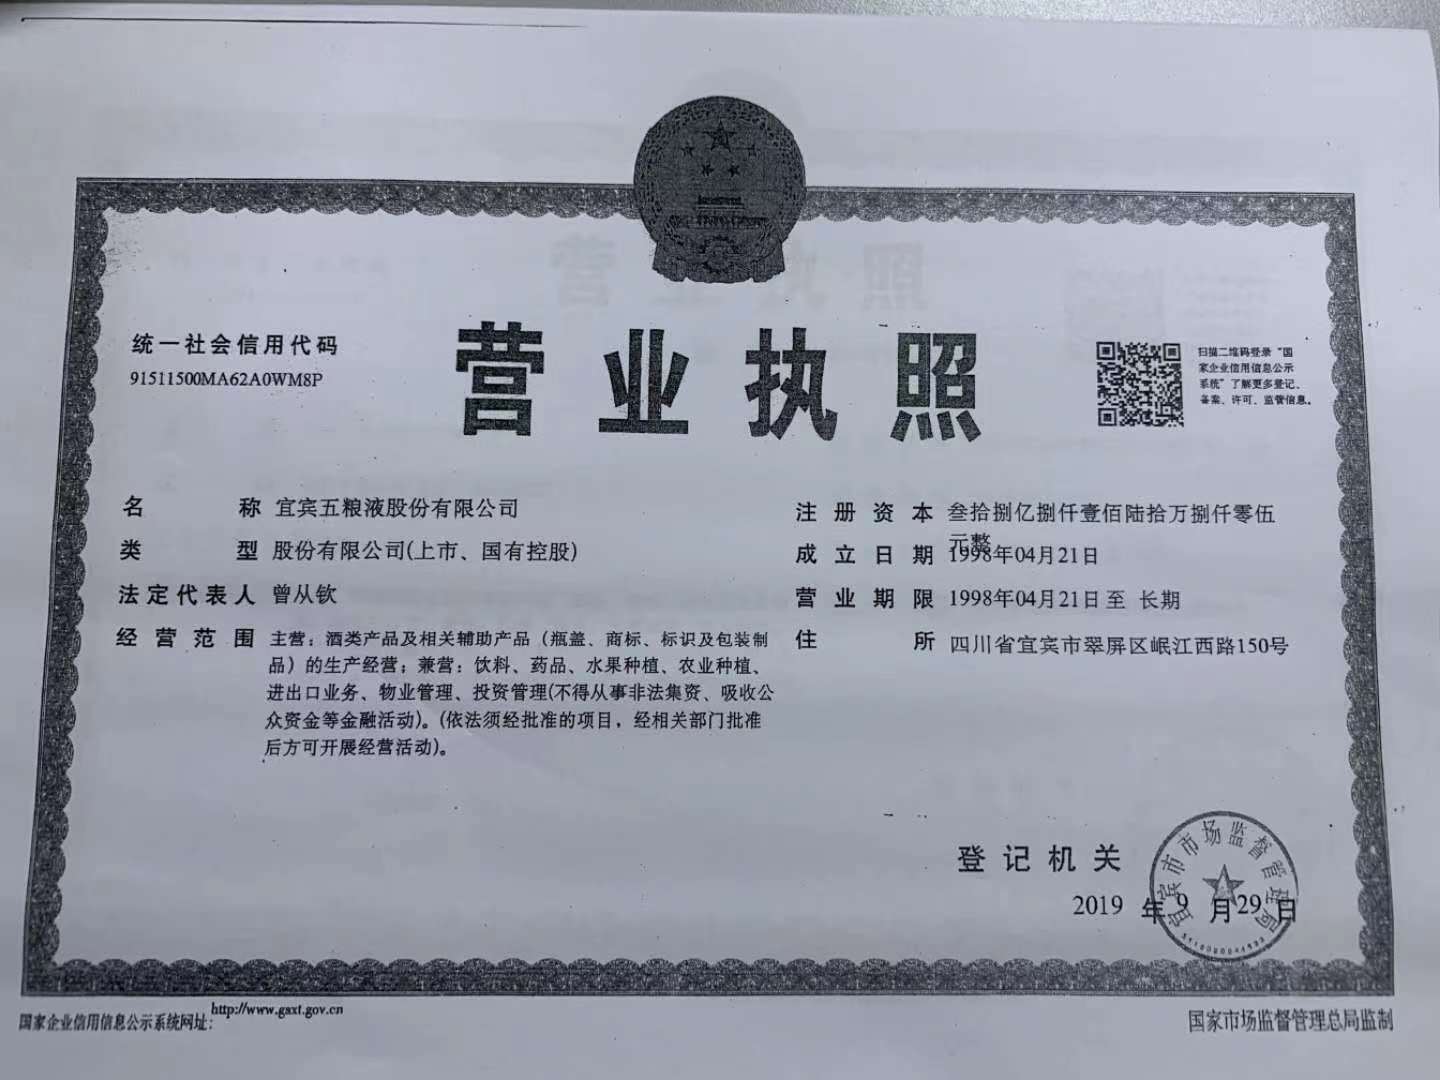 营业执照
统一社会信用代码
91511500MA62A0WM8P
扫描二维码登录“国
家企业信用信息公示
系统”了解更多登记、
备案、许可、监管信息。
名称 宜宾五粮液股份有限公司
类型 股份有限公司(上市、国有控股)
法定代表人 曾从钦
经营范围 主营：酒类产品及相关辅助产品（瓶盖、商标、标识及包装制
品）的生产经营；兼营：饮料、药品、水果种植、农业种植、
进出口业务、物业管理、投资管理(不得从事非法集资、吸收公
众资金等金融活动)。(依法须经批准的项目，经相关部门批准
后方可开展经营活动)。
注册资本 叁拾捌亿捌仟壹佰陆拾万捌仟零伍
元整
成立日期 1998年04月21日
营业期限 1998年04月21日至 长期
住所 四川省宜宾市翠屏区岷江西路150号
登记机关
宜宾市市场监督管理局
2019 年 9 月 29 日
国家企业信用信息公示系统网址：http://www.gsxt.gov.cn
国家市场监督管理总局监制